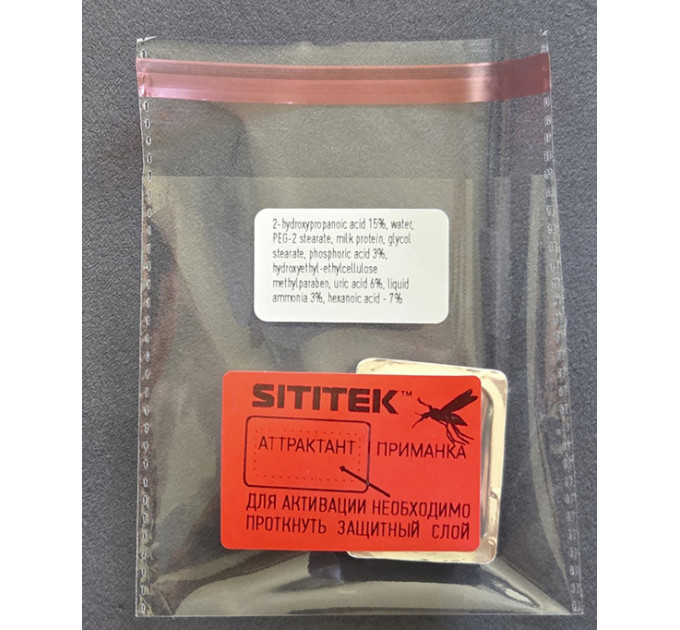 2-hydroxypropanoic acid 15%, water,
PEG-2 stearate, milk protein, glycol
stearate, phosphoric acid 3%,
hydroxyethyl-ethylcellulose
methylparaben, uric acid 6%, liquid
ammonia 3%, hexanoic acid - 7%
SITITEK™
АТТРАКТАНТ ПРИМАНКА
ДЛЯ АКТИВАЦИИ НЕОБХОДИМО
ПРОТКНУТЬ ЗАЩИТНЫЙ СЛОЙ